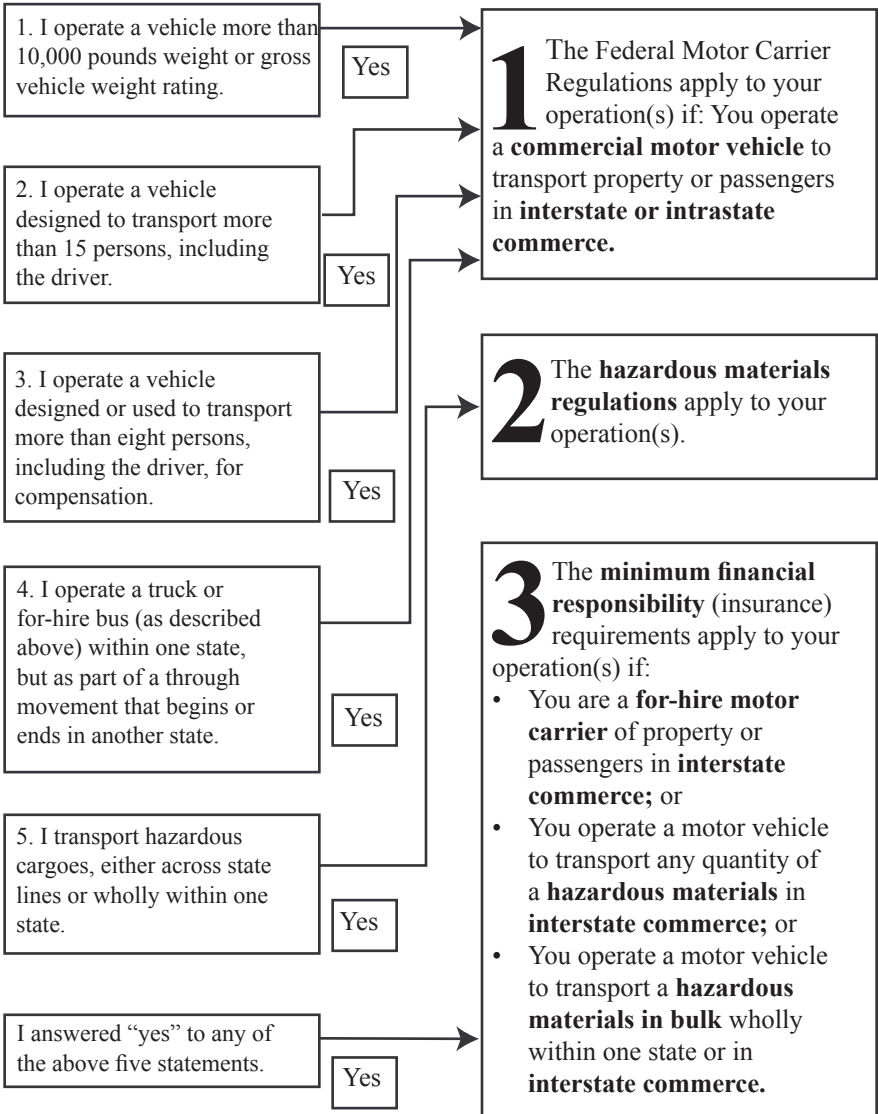 1. I operate a vehicle more than
10,000 pounds weight or gross
vehicle weight rating.
Yes
2. I operate a vehicle
designed to transport more
than 15 persons, including
the driver.
Yes
3. I operate a vehicle
designed or used to transport
more than eight persons,
including the driver, for
compensation.
Yes
4. I operate a truck or
for-hire bus (as described
above) within one state,
but as part of a through
movement that begins or
ends in another state.
Yes
5. I transport hazardous
cargoes, either across state
lines or wholly within one
state.
Yes
I answered “yes” to any of
the above five statements.
Yes
1 The Federal Motor Carrier
Regulations apply to your
operation(s) if: You operate
a commercial motor vehicle to
transport property or passengers
in interstate or intrastate
commerce.
2 The hazardous materials
regulations apply to your
operation(s).
3 The minimum financial
responsibility (insurance)
requirements apply to your
operation(s) if:
• You are a for-hire motor
carrier of property or
passengers in interstate
commerce; or
• You operate a motor vehicle
to transport any quantity of
a hazardous materials in
interstate commerce; or
• You operate a motor vehicle
to transport a hazardous
materials in bulk wholly
within one state or in
interstate commerce.